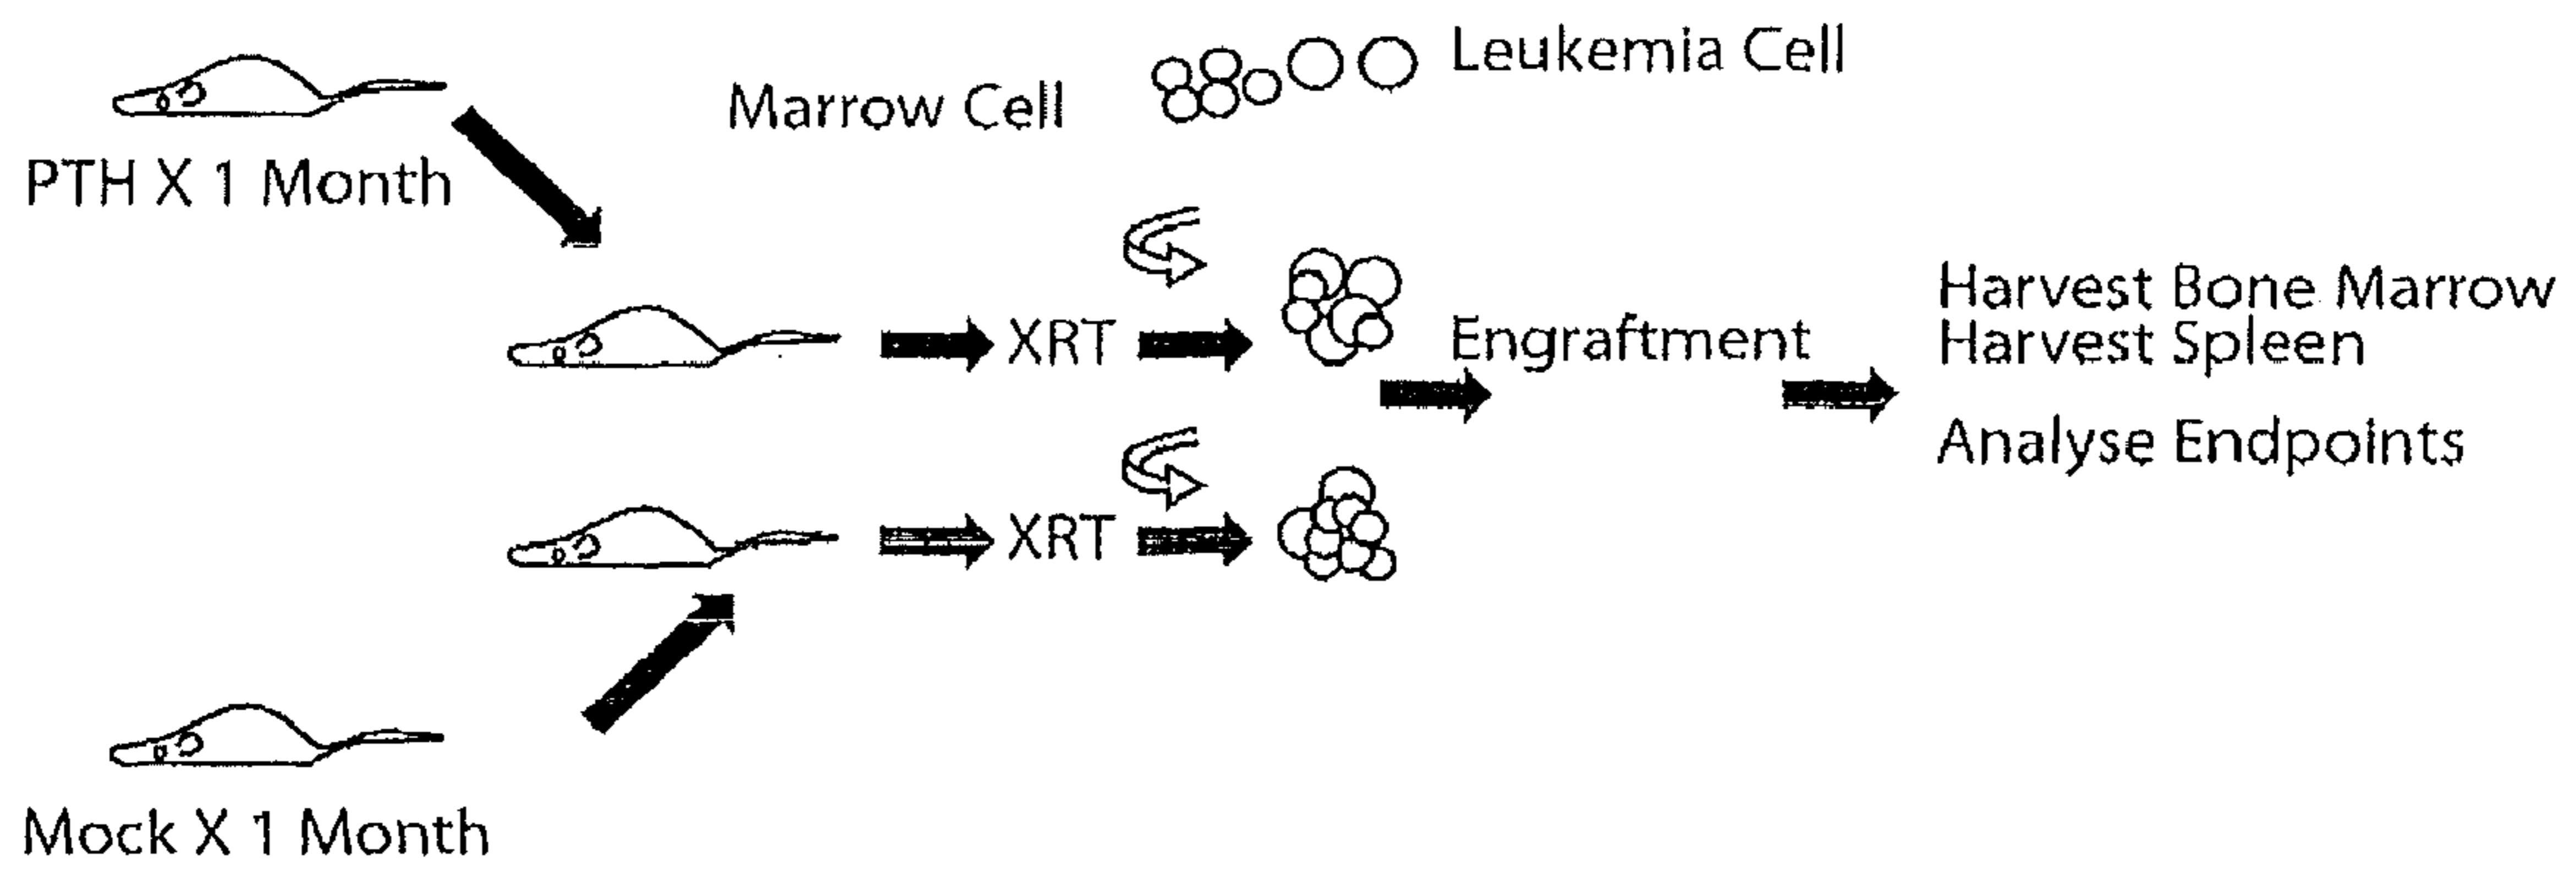 Leukemia Cell
Marrow Cell
PTH X 1 Month
XRT
Engraftment
Harvest Bone Marrow
Harvest Spleen
Analyse Endpoints
XRT
Mock X 1 Month